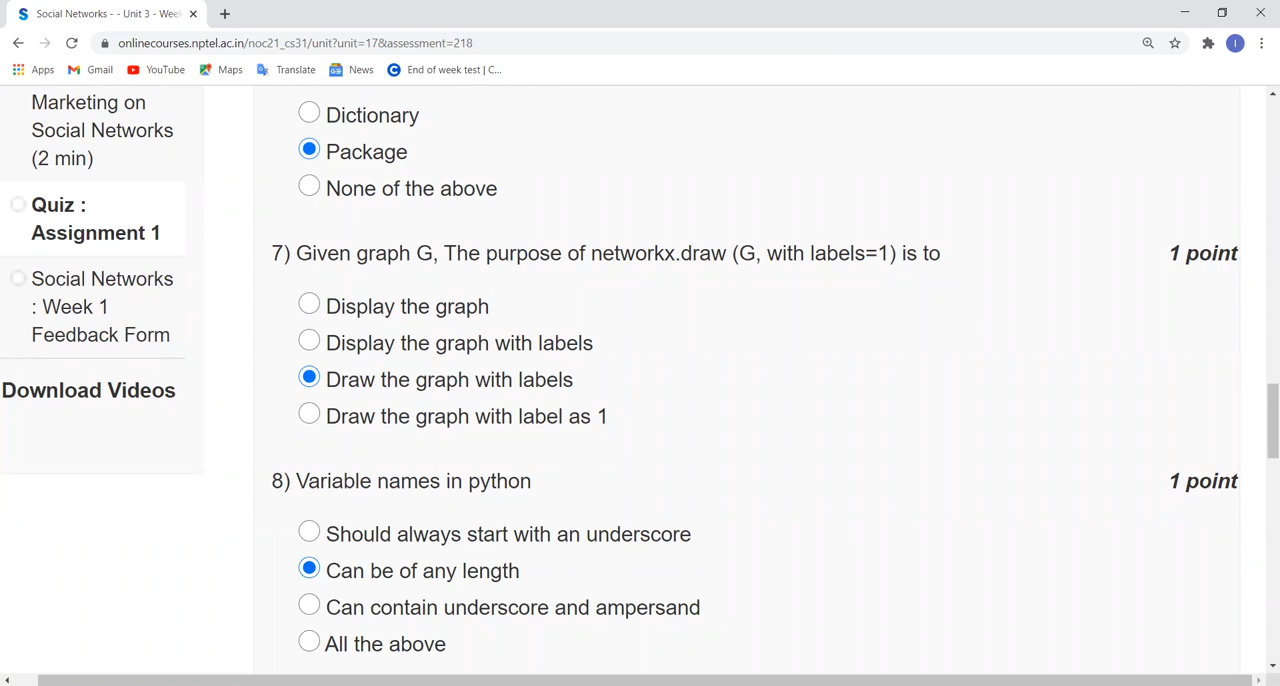 Social Networks - - Unit 3 - Wee
onlinecourses.nptel.ac.in/noc21_cs31/unit?unit=17&assessment=218
I
Apps Gmail YouTube Maps Translate News End of week test | C...
Marketing on
Social Networks
(2 min)
Quiz :
Assignment 1
Social Networks
: Week 1
Feedback Form
Download Videos
Dictionary
Package
None of the above
7) Given graph G, The purpose of networkx.draw (G, with labels=1) is to 1 point
Display the graph
Display the graph with labels
Draw the graph with labels
Draw the graph with label as 1
8) Variable names in python 1 point
Should always start with an underscore
Can be of any length
Can contain underscore and ampersand
All the above